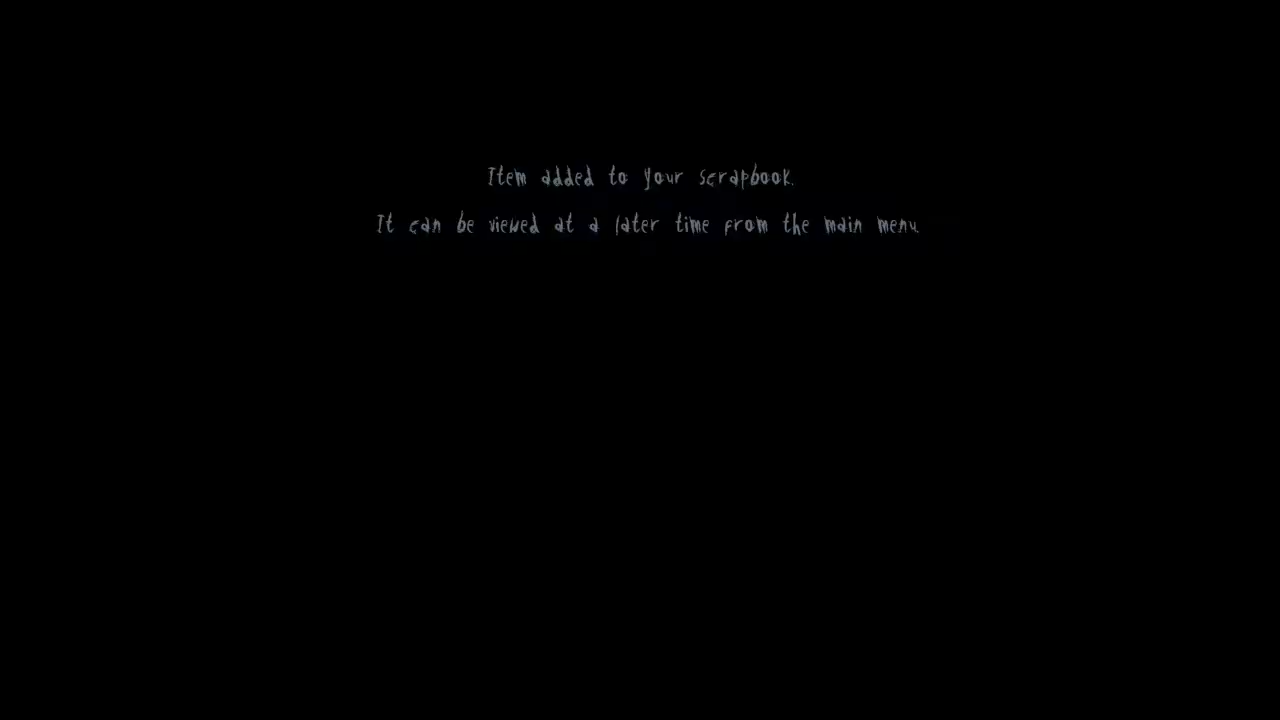 Item added to your scrapbook.
It can be viewed at a later time from the main menu